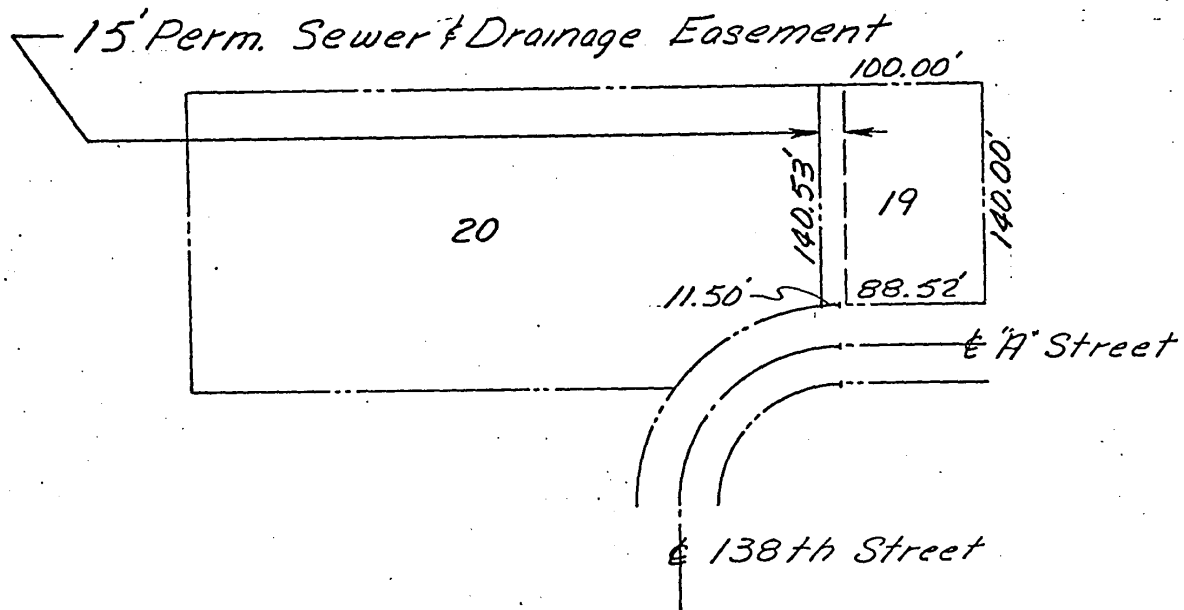 15' Perm. Sewer & Drainage Easement
100.00'
140.53'
19
140.00'
20
11.50'
88.52'
℄ "A" Street
℄ 138th Street